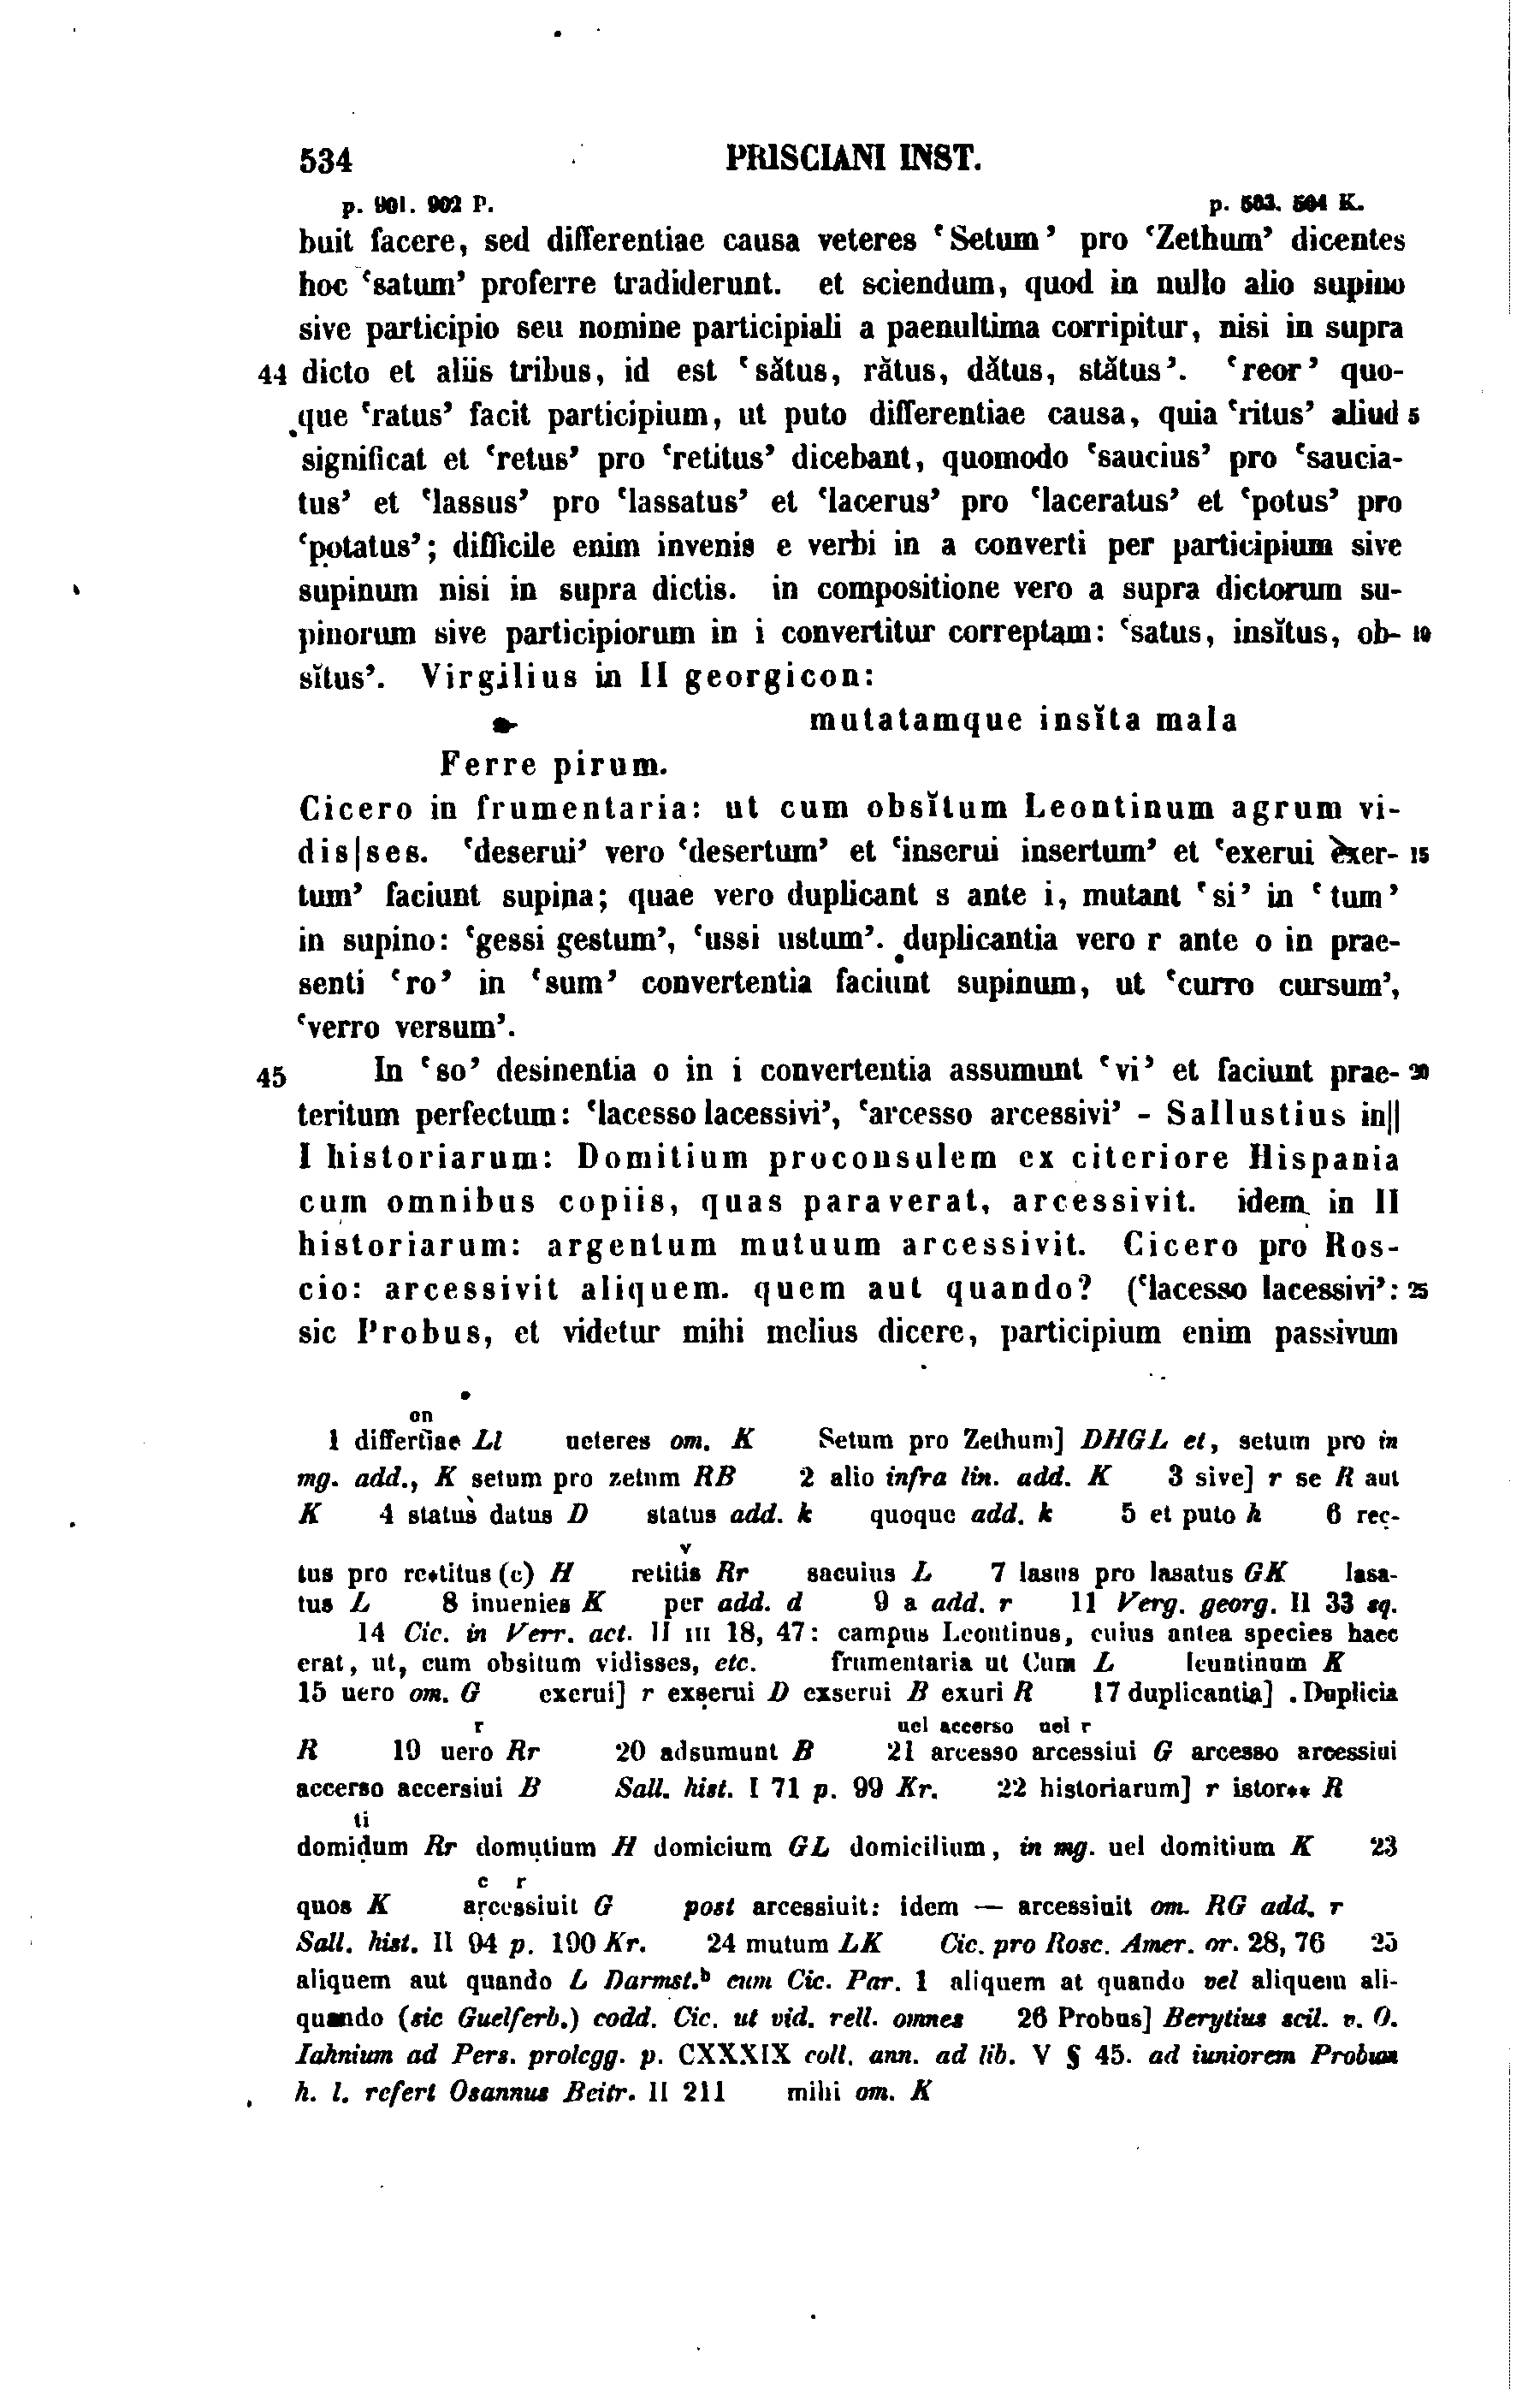 534 PRISCIANI INST.
p. 901. 902 P. p. 503. 504 K.
buit facere, sed differentiae causa veteres ‘Setum’ pro ‘Zethum’ dicentes
hoc ‘satum’ proferre tradiderunt. et sciendum, quod in nullo alio supino
sive participio seu nomine participiali a paenultima corripitur, nisi in supra
44 dicto et aliis tribus, id est ‘sătus, rătus, dătus, stătus’. ‘reor’ quo-
que ‘ratus’ facit participium, ut puto differentiae causa, quia ‘ritus’ aliud 5
significat et ‘retus’ pro ‘retitus’ dicebant, quomodo ‘saucius’ pro ‘saucia-
tus’ et ‘lassus’ pro ‘lassatus’ et ‘lacerus’ pro ‘laceratus’ et ‘potus’ pro
‘potatus’; difficile enim invenis e verbi in a converti per participium sive
supinum nisi in supra dictis. in compositione vero a supra dictorum su-
pinorum sive participiorum in i convertitur correptam: ‘satus, insĭtus, ob- 10
sĭtus’. Virgilius in II georgicon:
mutatamque insĭta mala
Ferre pirum.
Cicero in frumentaria: ut cum obsĭtum Leontinum agrum vi-
dis|ses. ‘deserui’ vero ‘desertum’ et ‘inserui insertum’ et ‘exerui exer- 15
tum’ faciunt supina; quae vero duplicant s ante i, mutant ‘si’ in ‘tum’
in supino: ‘gessi gestum’, ‘ussi ustum’. duplicantia vero r ante o in prae-
senti ‘ro’ in ‘sum’ convertentia faciunt supinum, ut ‘curro cursum’,
‘verro versum’.
45 In ‘so’ desinentia o in i convertentia assumunt ‘vi’ et faciunt prae- 20
teritum perfectum: ‘lacesso lacessivi’, ‘arcesso arcessivi’ - Sallustius in||
I historiarum: Domitium proconsulem ex citeriore Hispania
cum omnibus copiis, quas paraverat, arcessivit. idem in II
historiarum: argentum mutuum arcessivit. Cicero pro Ros-
cio: arcessivit aliquem. quem aut quando? (‘lacesso lacessivi’: 25
sic Probus, et videtur mihi melius dicere, participium enim passivum
on
1 differtiae Ll ueteres om. K Setum pro Zethum] DHGL et, setum pro in
mg. add., K setum pro zetum RB 2 alio infra lin. add. K 3 sive] r se R aut
K 4 status datus D status add. k quoque add. k 5 et puto h 6 rec-
v
tus pro re*titus (c) H retitis Rr sacuius L 7 lasus pro lasatus GK lasa-
tus L 8 inuenies K per add. d 9 a add. r 11 Verg. georg. II 33 sq.
14 Cic. in Verr. act. II III 18, 47: campus Leontinus, cuius antea species haec
erat, ut, cum obsitum vidisses, etc. frumentaria ut Cum L leuntinum K
15 uero om. G exerui] r exserui D exserui B exuri R 17 duplicantia] . Duplicia
r uel accerso uel r
R 19 uero Rr 20 adsumunt B 21 arcesso arcessiui G arcesso arcessiui
accerso accersiui B Sall. hist. I 71 p. 99 Kr. 22 historiarum] r istor** R
ti
domidum Rr domutium H domicium GL domicilium, in mg. uel domitium K 23
c r
quos K arcessiuit G post arcessiuit: idem — arcessiuit om. RG add. r
Sall. hist. II 94 p. 190 Kr. 24 mutum LK Cic. pro Rosc. Amer. or. 28, 76 25
aliquem aut quando L Darmst.b cum Cic. Par. 1 aliquem at quando vel aliquem ali-
quando (sic Guelferb.) codd. Cic. ut vid. rell. omnes 26 Probus] Berytius scil. v. O.
Iahnium ad Pers. prolegg. p. CXXXIX coll. ann. ad lib. V § 45. ad iuniorem Probum
h. l. refert Osannus Beitr. II 211 mihi om. K